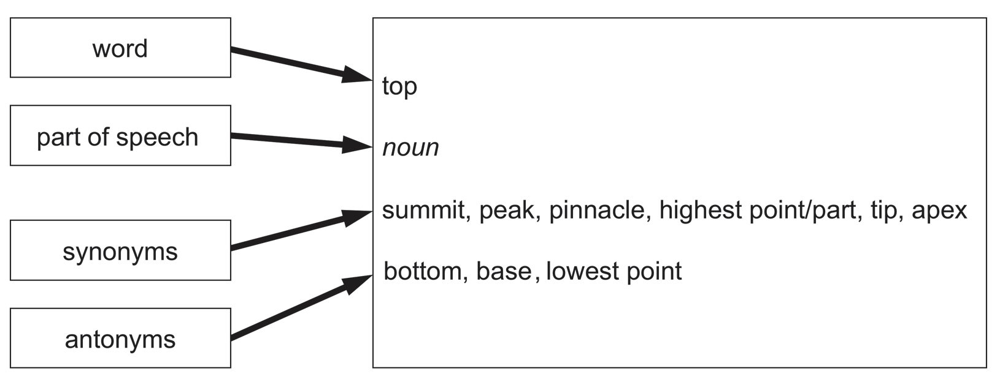 word
part of speech
synonyms
antonyms
top
noun
summit, peak, pinnacle, highest point/part, tip, apex
bottom, base, lowest point